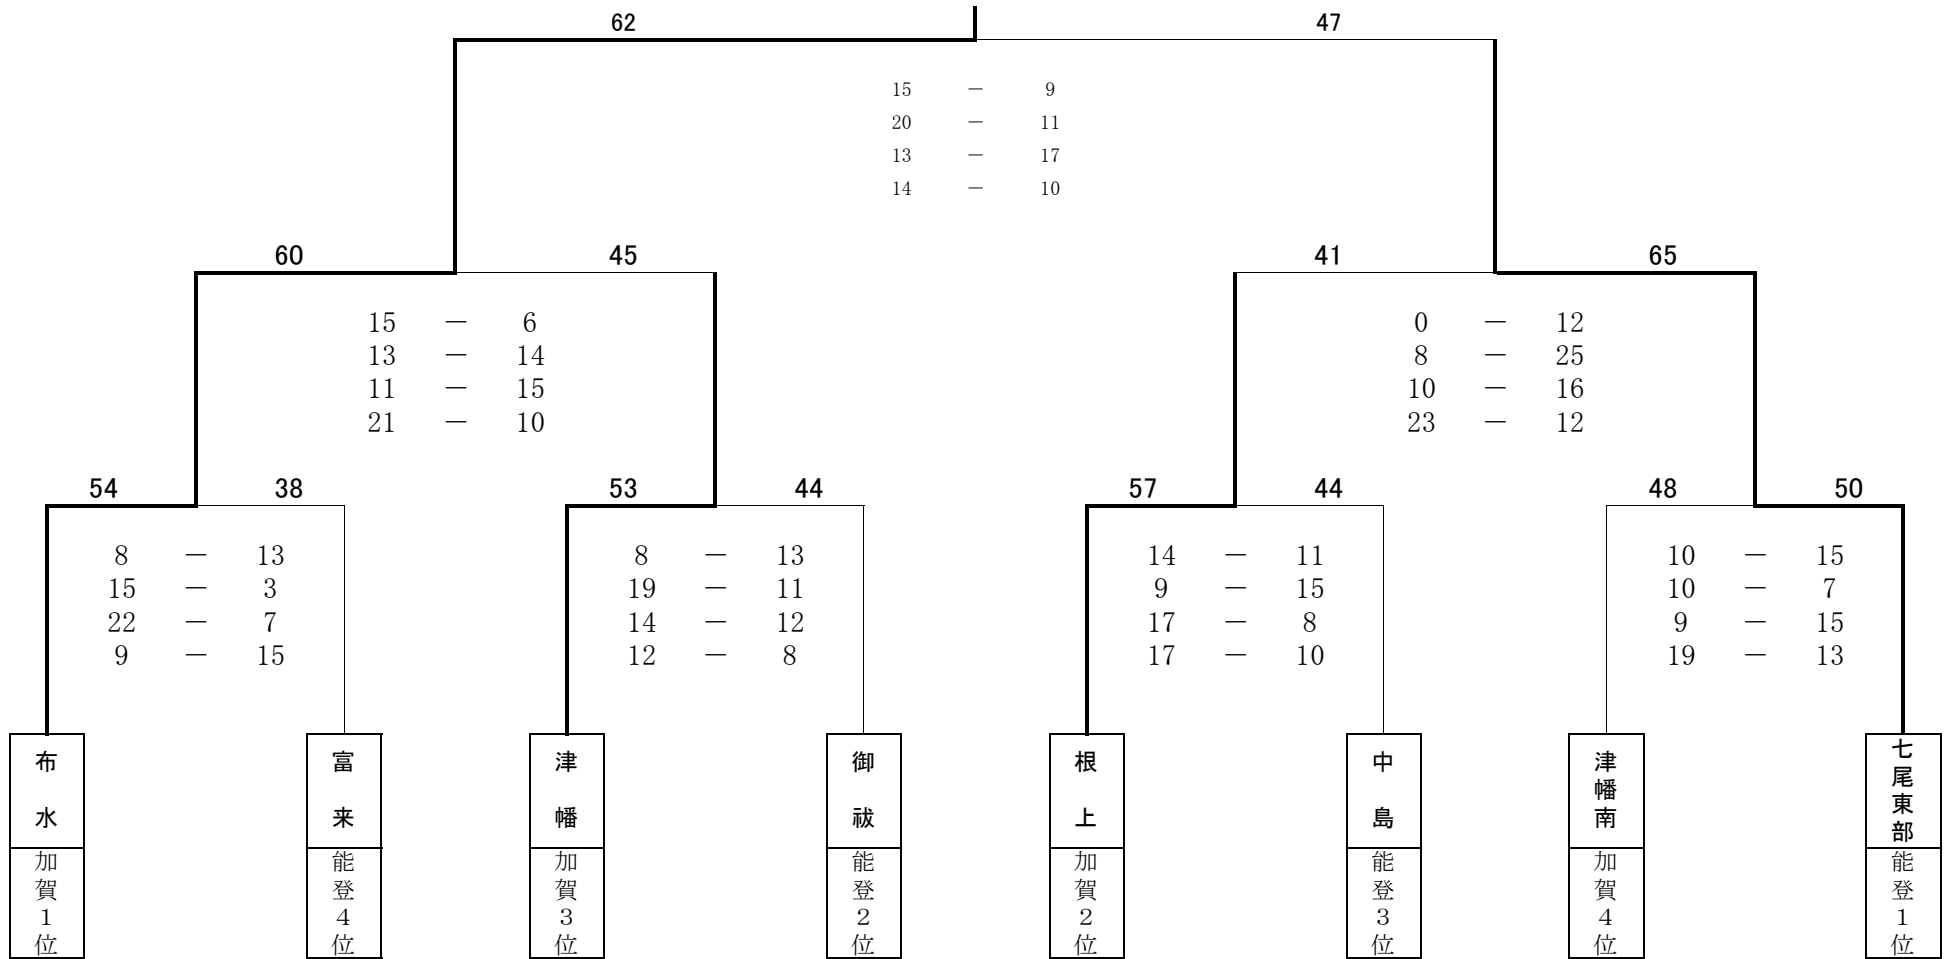 62 47
15 － 9
20 － 11
13 － 17
14 － 10
60 45 41 65
15 － 6 0 － 12
13 － 14 8 － 25
11 － 15 10 － 16
21 － 10 23 － 12
54 38 53 44 57 44 48 50
8 － 13 8 － 13 14 － 11 10 － 15
15 － 3 19 － 11 9 － 15 10 － 7
22 － 7 14 － 12 17 － 8 9 － 15
9 － 15 12 － 8 17 － 10 19 － 13
布水
富来
津幡
御祓
根上
中島
津幡南
七尾東部
加賀１位
能登４位
加賀３位
能登２位
加賀２位
能登３位
加賀４位
能登１位